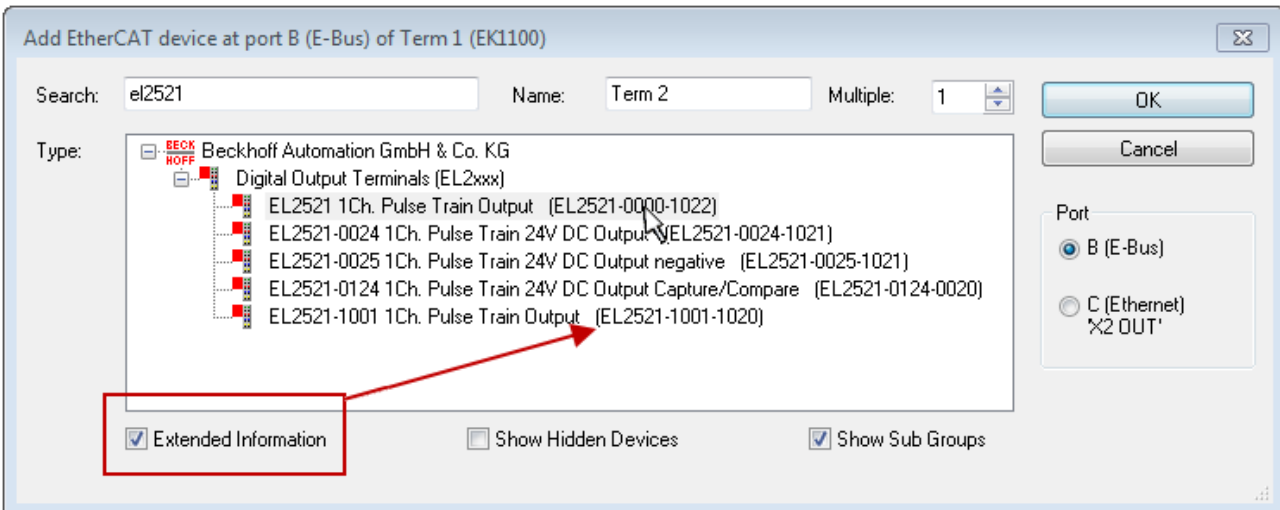 Add EtherCAT device at port B (E-Bus) of Term 1 (EK1100)
Search: el2521 Name: Term 2 Multiple: 1 OK
Type: BECKHOFF Beckhoff Automation GmbH & Co. KG Cancel
Digital Output Terminals (EL2xxx)
EL2521 1Ch. Pulse Train Output (EL2521-0000-1022)
EL2521-0024 1Ch. Pulse Train 24V DC Output (EL2521-0024-1021)
EL2521-0025 1Ch. Pulse Train 24V DC Output negative (EL2521-0025-1021)
EL2521-0124 1Ch. Pulse Train 24V DC Output Capture/Compare (EL2521-0124-0020)
EL2521-1001 1Ch. Pulse Train Output (EL2521-1001-1020)
Port
B (E-Bus)
C (Ethernet)
'X2 OUT'
Extended Information Show Hidden Devices Show Sub Groups